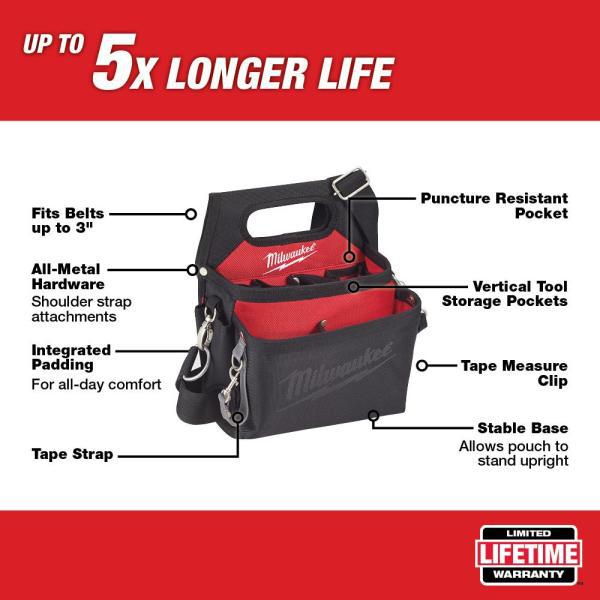 UP TO 5X LONGER LIFE
Fits Belts
up to 3"
All-Metal
Hardware
Shoulder strap
attachments
Integrated
Padding
For all-day comfort
Tape Strap
Milwaukee
Milwaukee
Puncture Resistant
Pocket
Vertical Tool
Storage Pockets
Tape Measure
Clip
Stable Base
Allows pouch to
stand upright
LIMITED
LIFETIME
WARRANTY